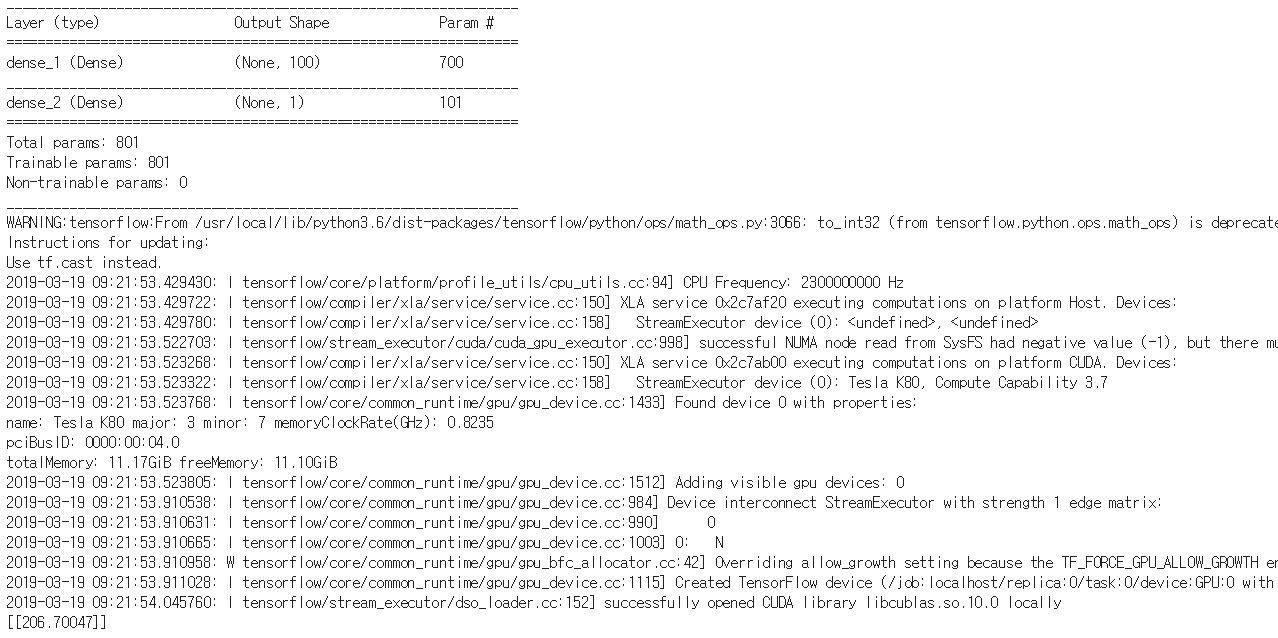 _________________________________________________________________
Layer (type)                 Output Shape              Param #
=================================================================
dense_1 (Dense)              (None, 100)               700
_________________________________________________________________
dense_2 (Dense)              (None, 1)                 101
=================================================================
Total params: 801
Trainable params: 801
Non-trainable params: 0
_________________________________________________________________
WARNING:tensorflow:From /usr/local/lib/python3.6/dist-packages/tensorflow/python/ops/math_ops.py:3066: to_int32 (from tensorflow.python.ops.math_ops) is deprecate
Instructions for updating:
Use tf.cast instead.
2019-03-19 09:21:53.429430: I tensorflow/core/platform/profile_utils/cpu_utils.cc:94] CPU Frequency: 2300000000 Hz
2019-03-19 09:21:53.429722: I tensorflow/compiler/xla/service/service.cc:150] XLA service 0x2c7af20 executing computations on platform Host. Devices:
2019-03-19 09:21:53.429780: I tensorflow/compiler/xla/service/service.cc:158]   StreamExecutor device (0): <undefined>, <undefined>
2019-03-19 09:21:53.522703: I tensorflow/stream_executor/cuda/cuda_gpu_executor.cc:998] successful NUMA node read from SysFS had negative value (-1), but there mu
2019-03-19 09:21:53.523268: I tensorflow/compiler/xla/service/service.cc:150] XLA service 0x2c7ab00 executing computations on platform CUDA. Devices:
2019-03-19 09:21:53.523322: I tensorflow/compiler/xla/service/service.cc:158]   StreamExecutor device (0): Tesla K80, Compute Capability 3.7
2019-03-19 09:21:53.523768: I tensorflow/core/common_runtime/gpu/gpu_device.cc:1433] Found device 0 with properties:
name: Tesla K80 major: 3 minor: 7 memoryClockRate(GHz): 0.8235
pciBusID: 0000:00:04.0
totalMemory: 11.17GiB freeMemory: 11.10GiB
2019-03-19 09:21:53.523805: I tensorflow/core/common_runtime/gpu/gpu_device.cc:1512] Adding visible gpu devices: 0
2019-03-19 09:21:53.910538: I tensorflow/core/common_runtime/gpu/gpu_device.cc:984] Device interconnect StreamExecutor with strength 1 edge matrix:
2019-03-19 09:21:53.910631: I tensorflow/core/common_runtime/gpu/gpu_device.cc:990]      0
2019-03-19 09:21:53.910665: I tensorflow/core/common_runtime/gpu/gpu_device.cc:1003] 0:   N
2019-03-19 09:21:53.910958: W tensorflow/core/common_runtime/gpu/gpu_bfc_allocator.cc:42] Overriding allow_growth setting because the TF_FORCE_GPU_ALLOW_GROWTH en
2019-03-19 09:21:53.911028: I tensorflow/core/common_runtime/gpu/gpu_device.cc:1115] Created TensorFlow device (/job:localhost/replica:0/task:0/device:GPU:0 with
2019-03-19 09:21:54.045760: I tensorflow/stream_executor/dso_loader.cc:152] successfully opened CUDA library libcublas.so.10.0 locally
[[206.70047]]